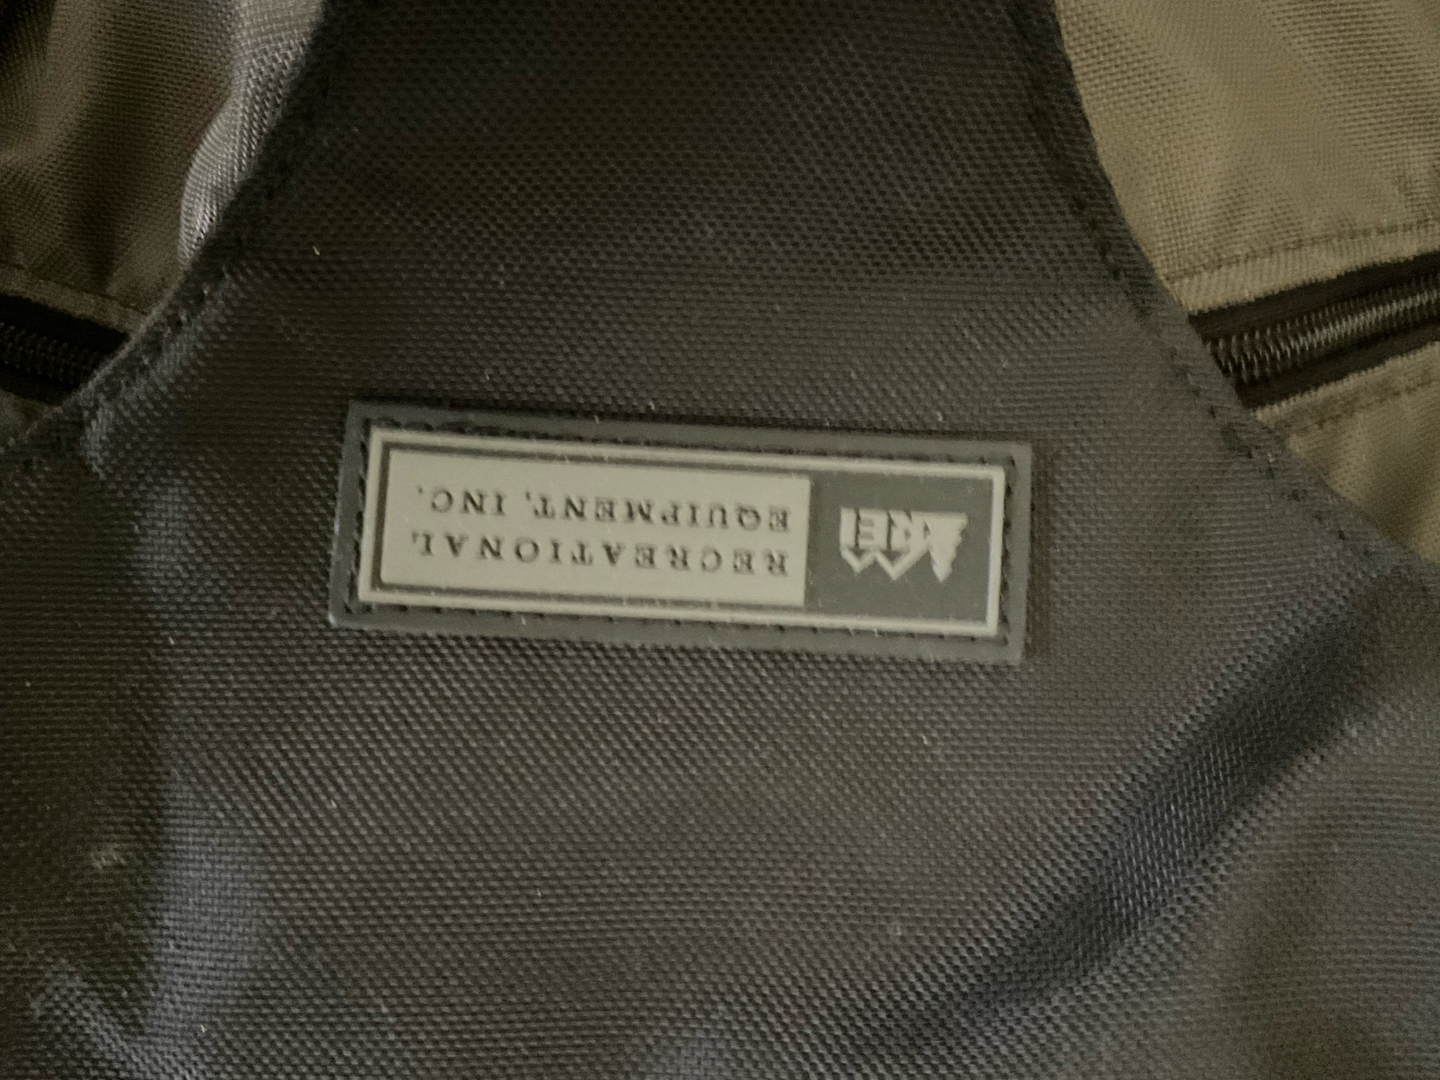 REI
RECREATIONAL
EQUIPMENT, INC.